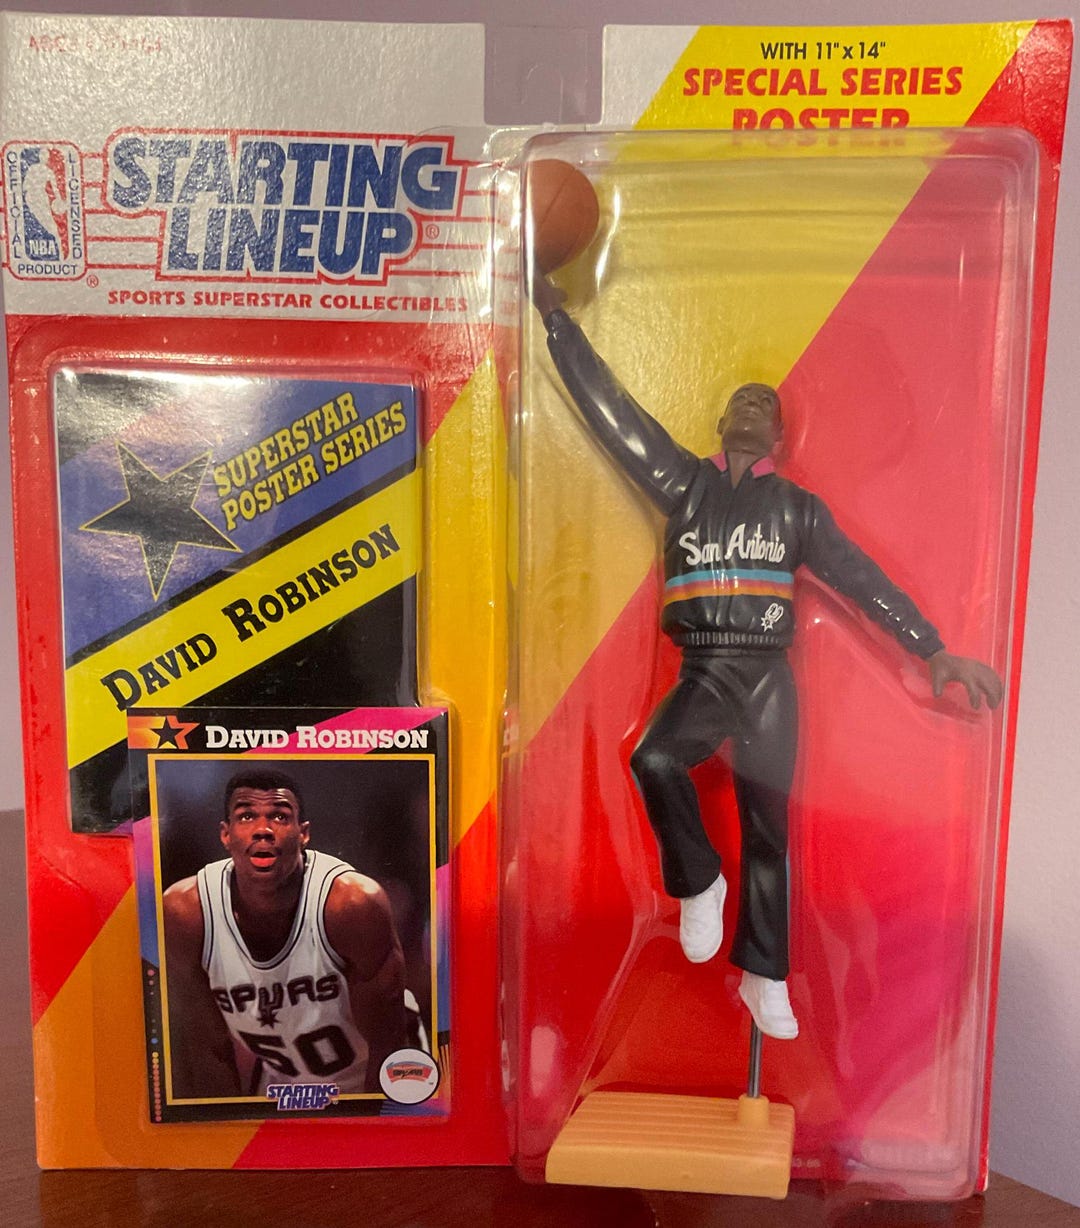 WITH 11" x 14"
SPECIAL SERIES
POSTER
OFFICIAL
LICENSED
NBA
PRODUCT
®
STARTING
LINEUP®
SPORTS SUPERSTAR COLLECTIBLES
SUPERSTAR
POSTER SERIES
DAVID ROBINSON
San Antonio
DAVID ROBINSON
SPURS
50
STARTING
LINEUP